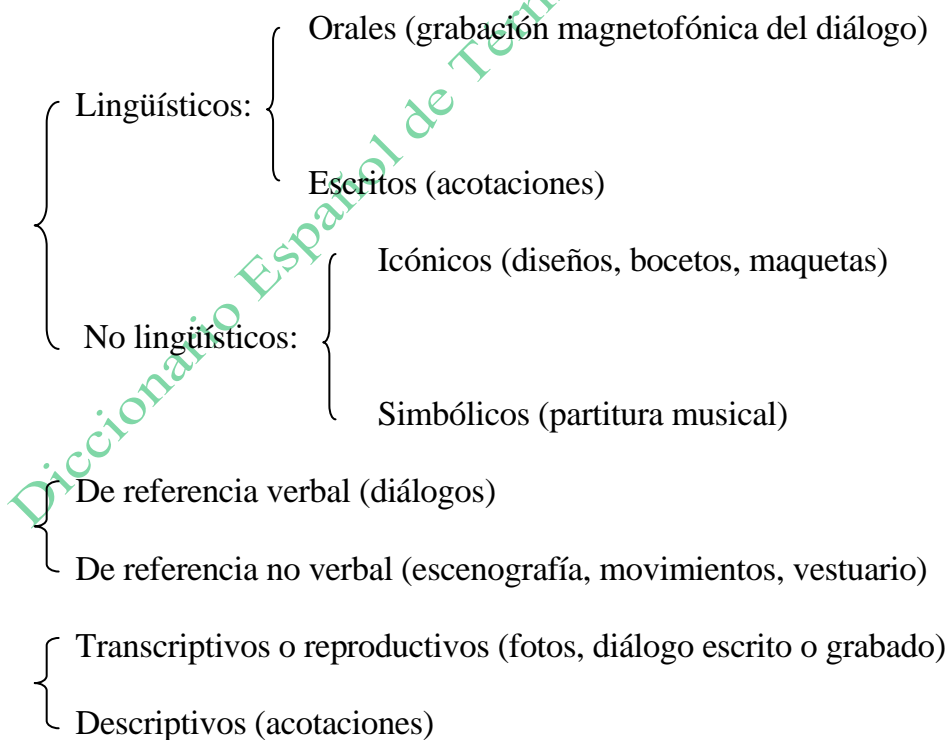 Orales (grabación magnetofónica del diálogo)
Lingüísticos:
Escritos (acotaciones)
Icónicos (diseños, bocetos, maquetas)
No lingüísticos:
Simbólicos (partitura musical)
De referencia verbal (diálogos)
De referencia no verbal (escenografía, movimientos, vestuario)
Transcriptivos o reproductivos (fotos, diálogo escrito o grabado)
Descriptivos (acotaciones)
Diccionario Español de